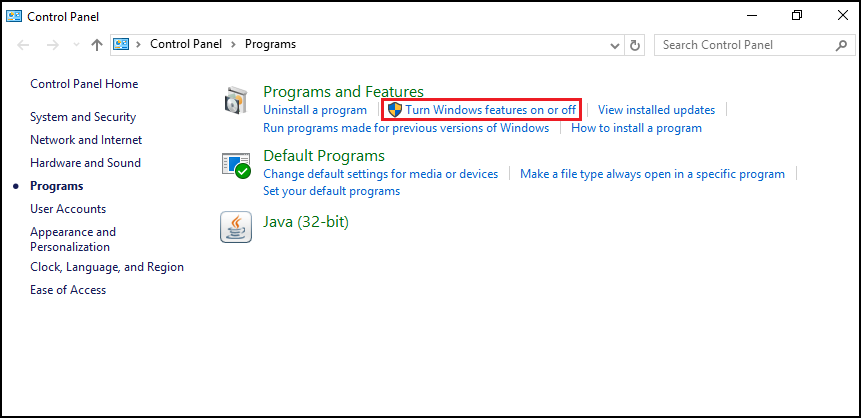 Control Panel
Control Panel Programs
Search Control Panel
Control Panel Home
System and Security
Network and Internet
Hardware and Sound
Programs
User Accounts
Appearance and
Personalization
Clock, Language, and Region
Ease of Access
Programs and Features
Uninstall a program Turn Windows features on or off View installed updates
Run programs made for previous versions of Windows How to install a program
Default Programs
Change default settings for media or devices Make a file type always open in a specific program
Set your default programs
Java (32-bit)